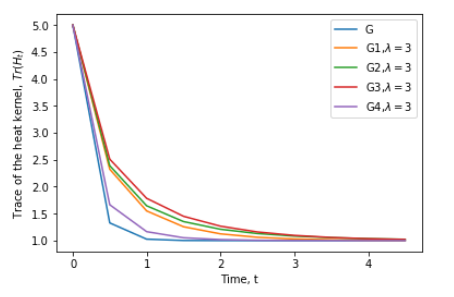 5.0
4.5
4.0
3.5
3.0
2.5
2.0
1.5
1.0
Trace of the heat kernel, Tr(Hₜ)
0 1 2 3 4
Time, t
G
G1,λ = 3
G2,λ = 3
G3,λ = 3
G4,λ = 3